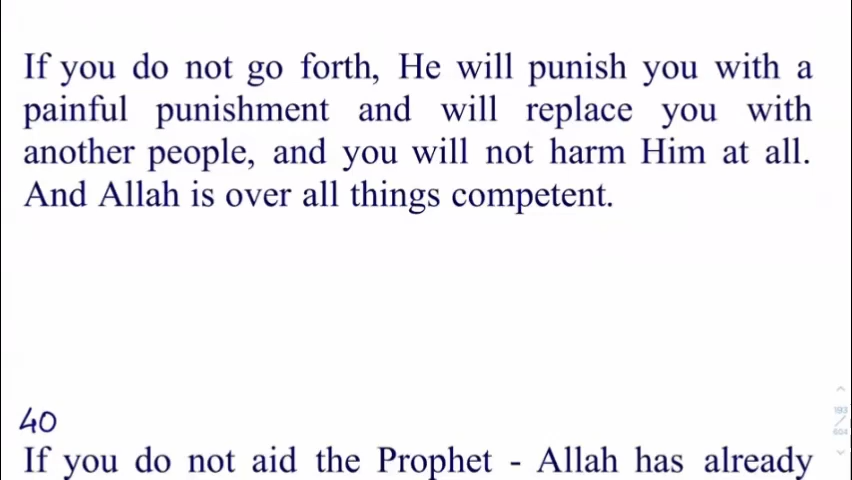 If you do not go forth, He will punish you with a
painful punishment and will replace you with
another people, and you will not harm Him at all.
And Allah is over all things competent.
193
/
604
40
If you do not aid the Prophet - Allah has already